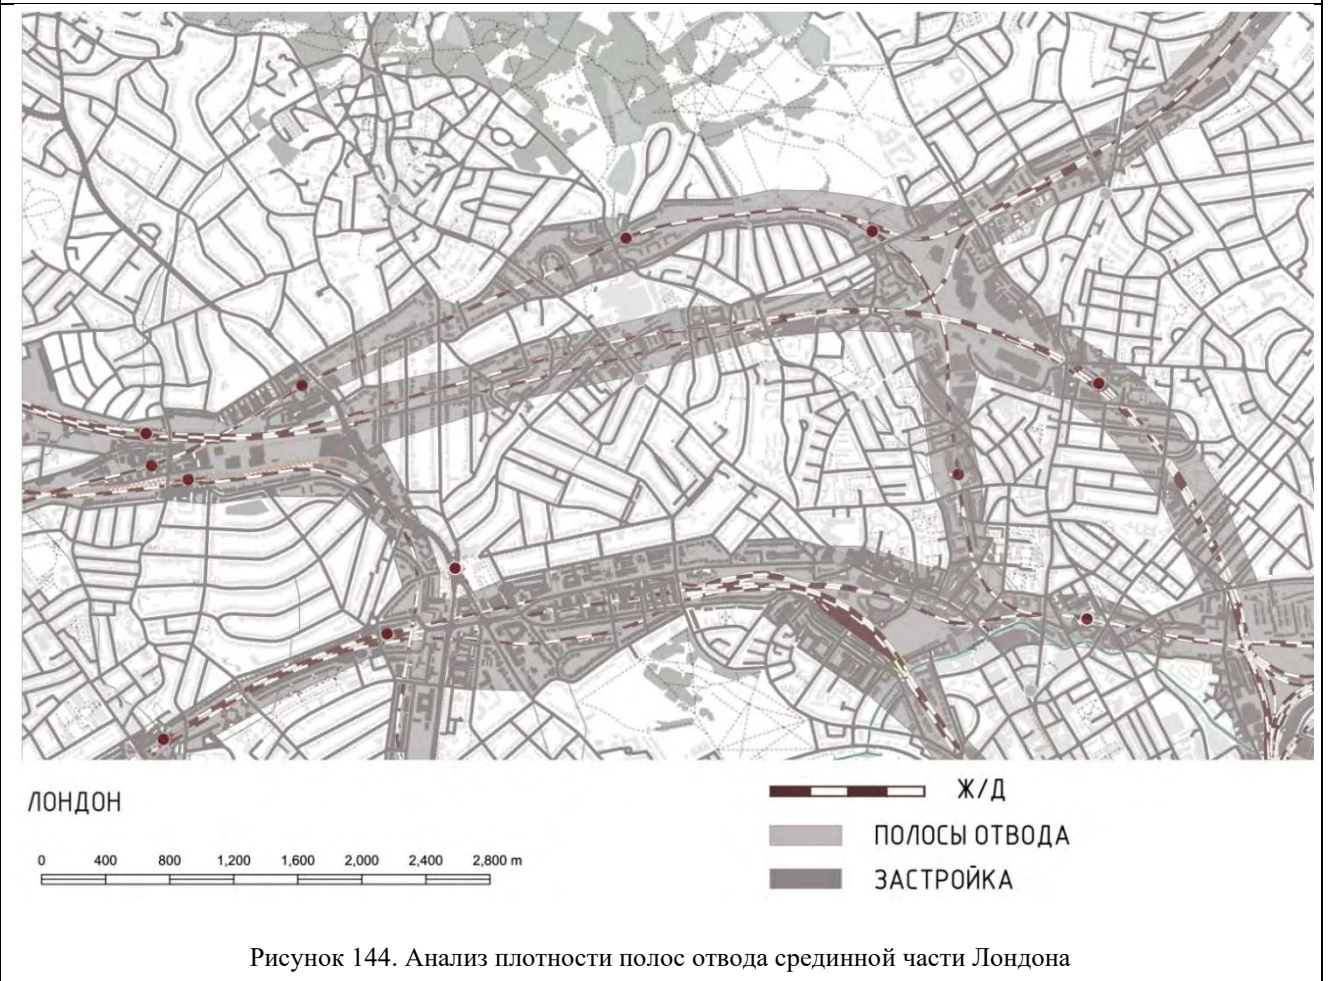 ЛОНДОН
0 400 800 1,200 1,600 2,000 2,400 2,800 m
Ж/Д
ПОЛОСЫ ОТВОДА
ЗАСТРОЙКА
Рисунок 144. Анализ плотности полос отвода срединной части Лондона